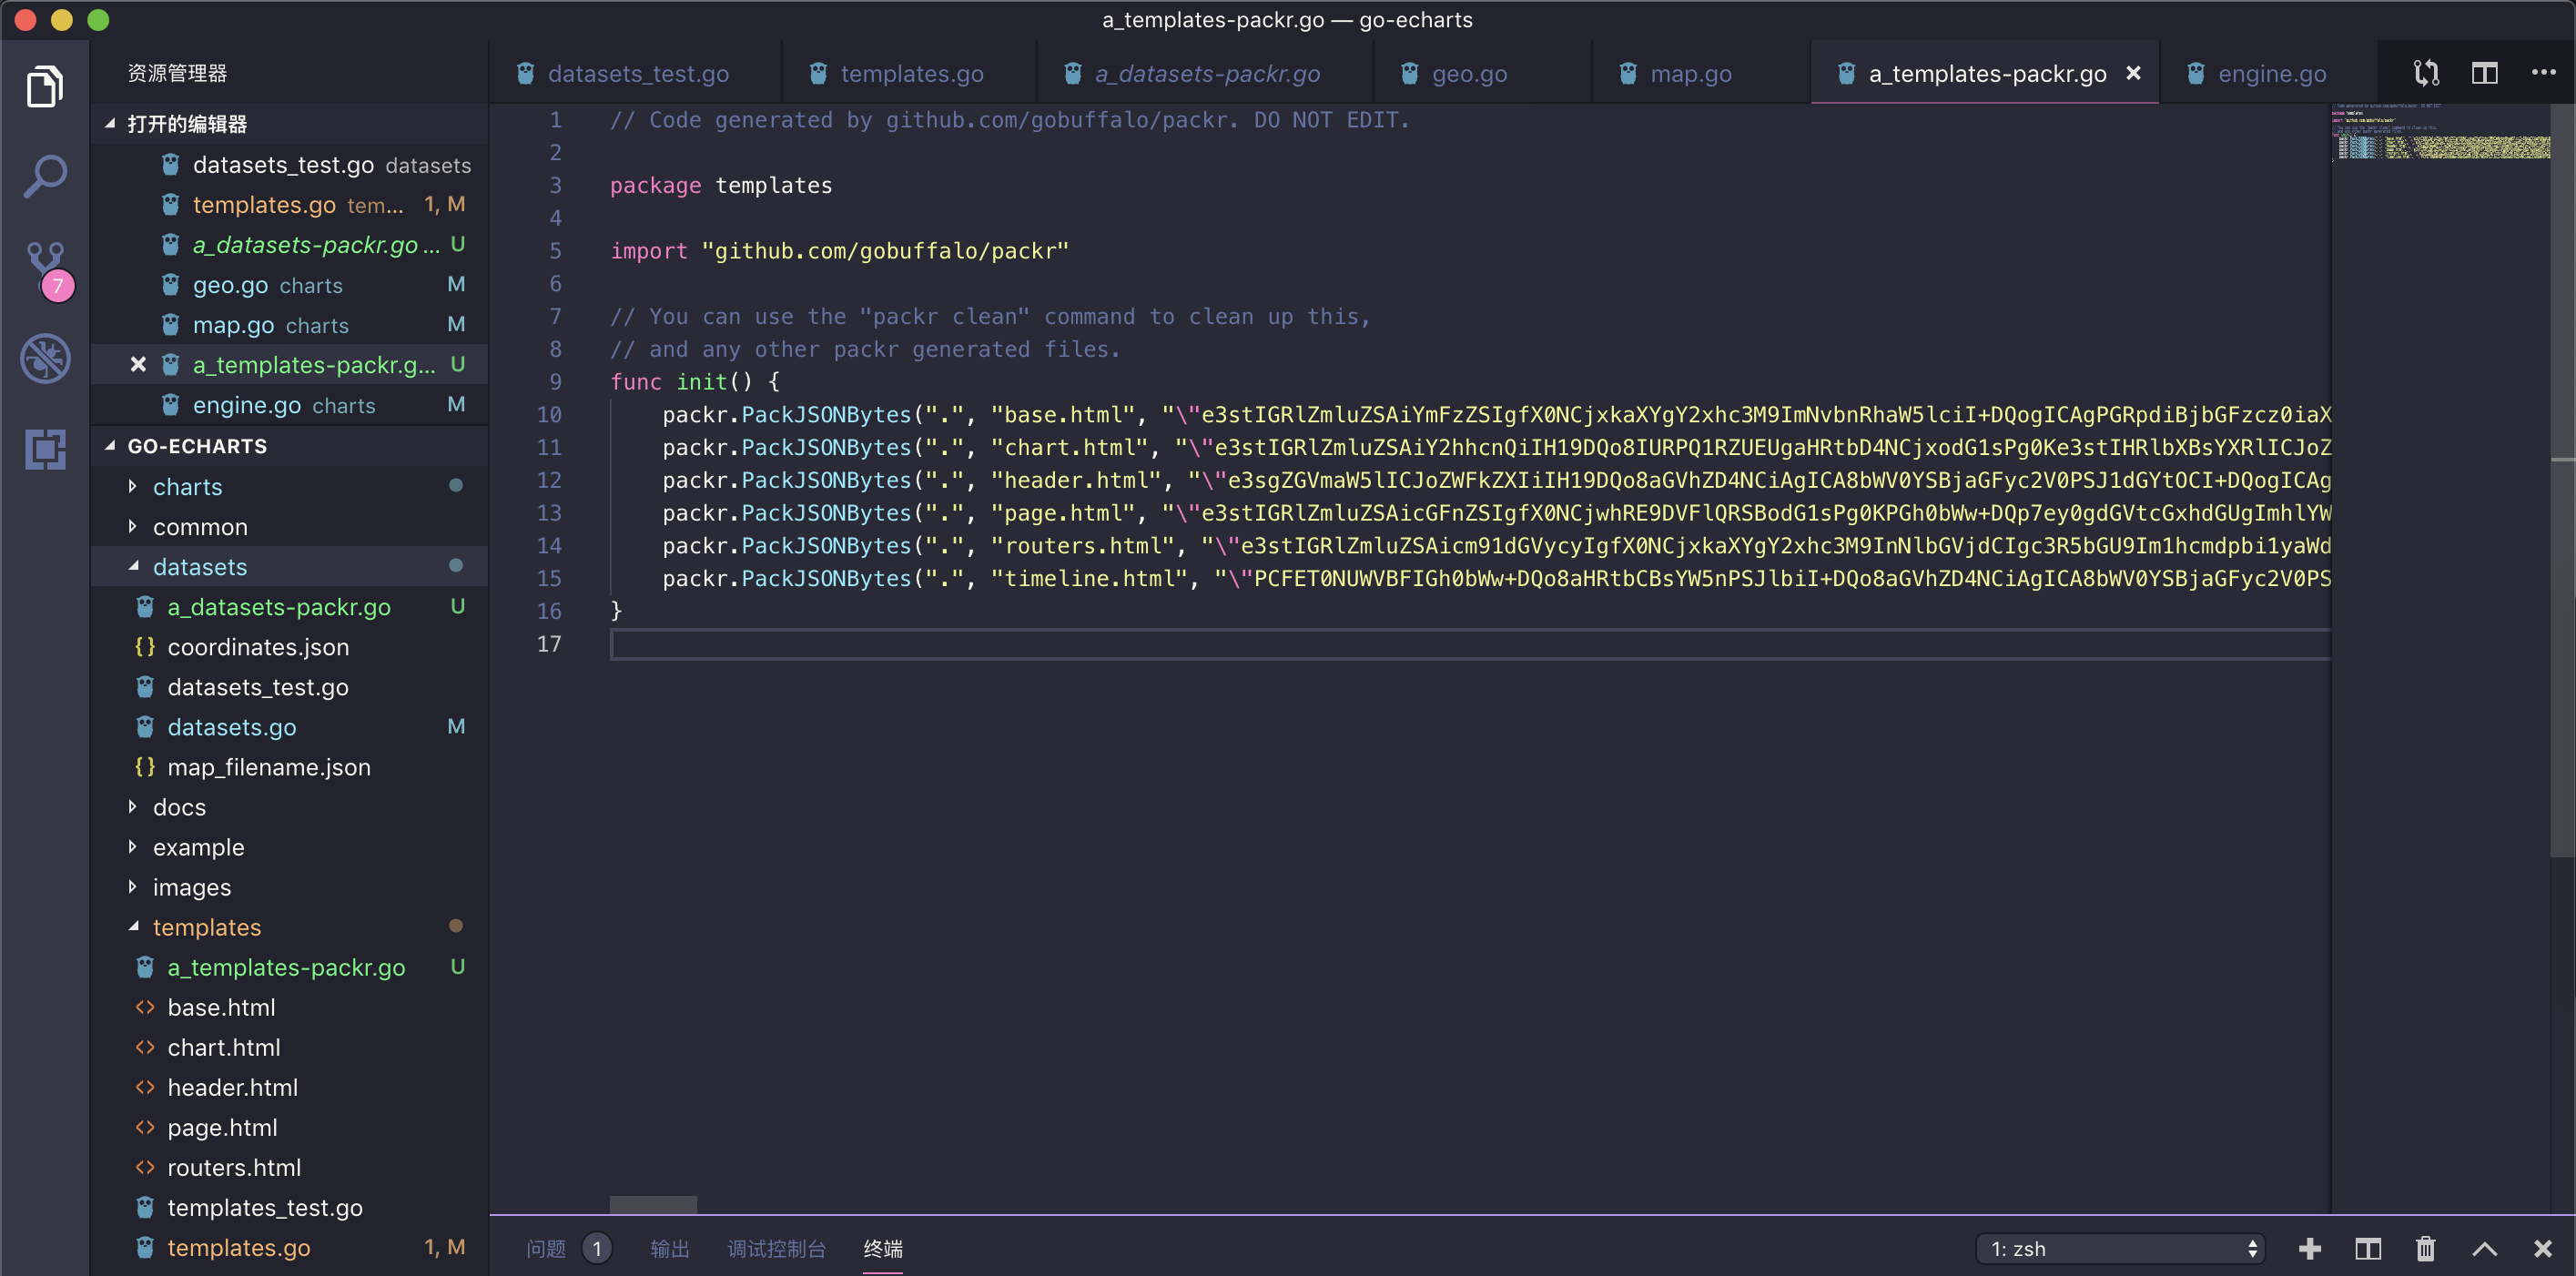 a_templates-packr.go — go-echarts
资源管理器
打开的编辑器
datasets_test.go datasets
templates.go tem... 1, M
a_datasets-packr.go ... U
geo.go charts M
map.go charts M
a_templates-packr.g... U
engine.go charts M
7
GO-ECHARTS
charts
common
datasets
a_datasets-packr.go U
coordinates.json
datasets_test.go
datasets.go M
map_filename.json
docs
example
images
templates
a_templates-packr.go U
base.html
chart.html
header.html
page.html
routers.html
templates_test.go
templates.go 1, M
datasets_test.go templates.go a_datasets-packr.go geo.go map.go a_templates-packr.go engine.go
1 // Code generated by github.com/gobuffalo/packr. DO NOT EDIT.
2
3 package templates
4
5 import "github.com/gobuffalo/packr"
6
7 // You can use the "packr clean" command to clean up this,
8 // and any other packr generated files.
9 func init() {
10 packr.PackJSONBytes(".", "base.html", "\"e3stIGRlZmluZSAiYmFzZSIgfX0NCjxkaXYgY2xhc3M9ImNvbnRhaW5lciI+DQogICAgPGRpdiBjbGFzcz0iaX
11 packr.PackJSONBytes(".", "chart.html", "\"e3stIGRlZmluZSAiY2hhcnQiIH19DQo8IURPQ1RZUEUgaHRtbD4NCjxodG1sPg0Ke3stIHRlbXBsYXRlICJoZ
12 packr.PackJSONBytes(".", "header.html", "\"e3sgZGVmaW5lICJoZWFkZXIiIH19DQo8aGVhZD4NCiAgICA8bWV0YSBjaGFyc2V0PSJ1dGYtOCI+DQogICAg
13 packr.PackJSONBytes(".", "page.html", "\"e3stIGRlZmluZSAicGFnZSIgfX0NCjwhRE9DVFlQRSBodG1sPg0KPGh0bWw+DQp7ey0gdGVtcGxhdGUgImhlYW
14 packr.PackJSONBytes(".", "routers.html", "\"e3stIGRlZmluZSAicm91dGVycyIgfX0NCjxkaXYgY2xhc3M9InNlbGVjdCIgc3R5bGU9Im1hcmdpbi1yaWd
15 packr.PackJSONBytes(".", "timeline.html", "\"PCFET0NUWVBFIGh0bWw+DQo8aHRtbCBsYW5nPSJlbiI+DQo8aGVhZD4NCiAgICA8bWV0YSBjaGFyc2V0PS
16 }
17
问题 1 输出 调试控制台 终端
1: zsh